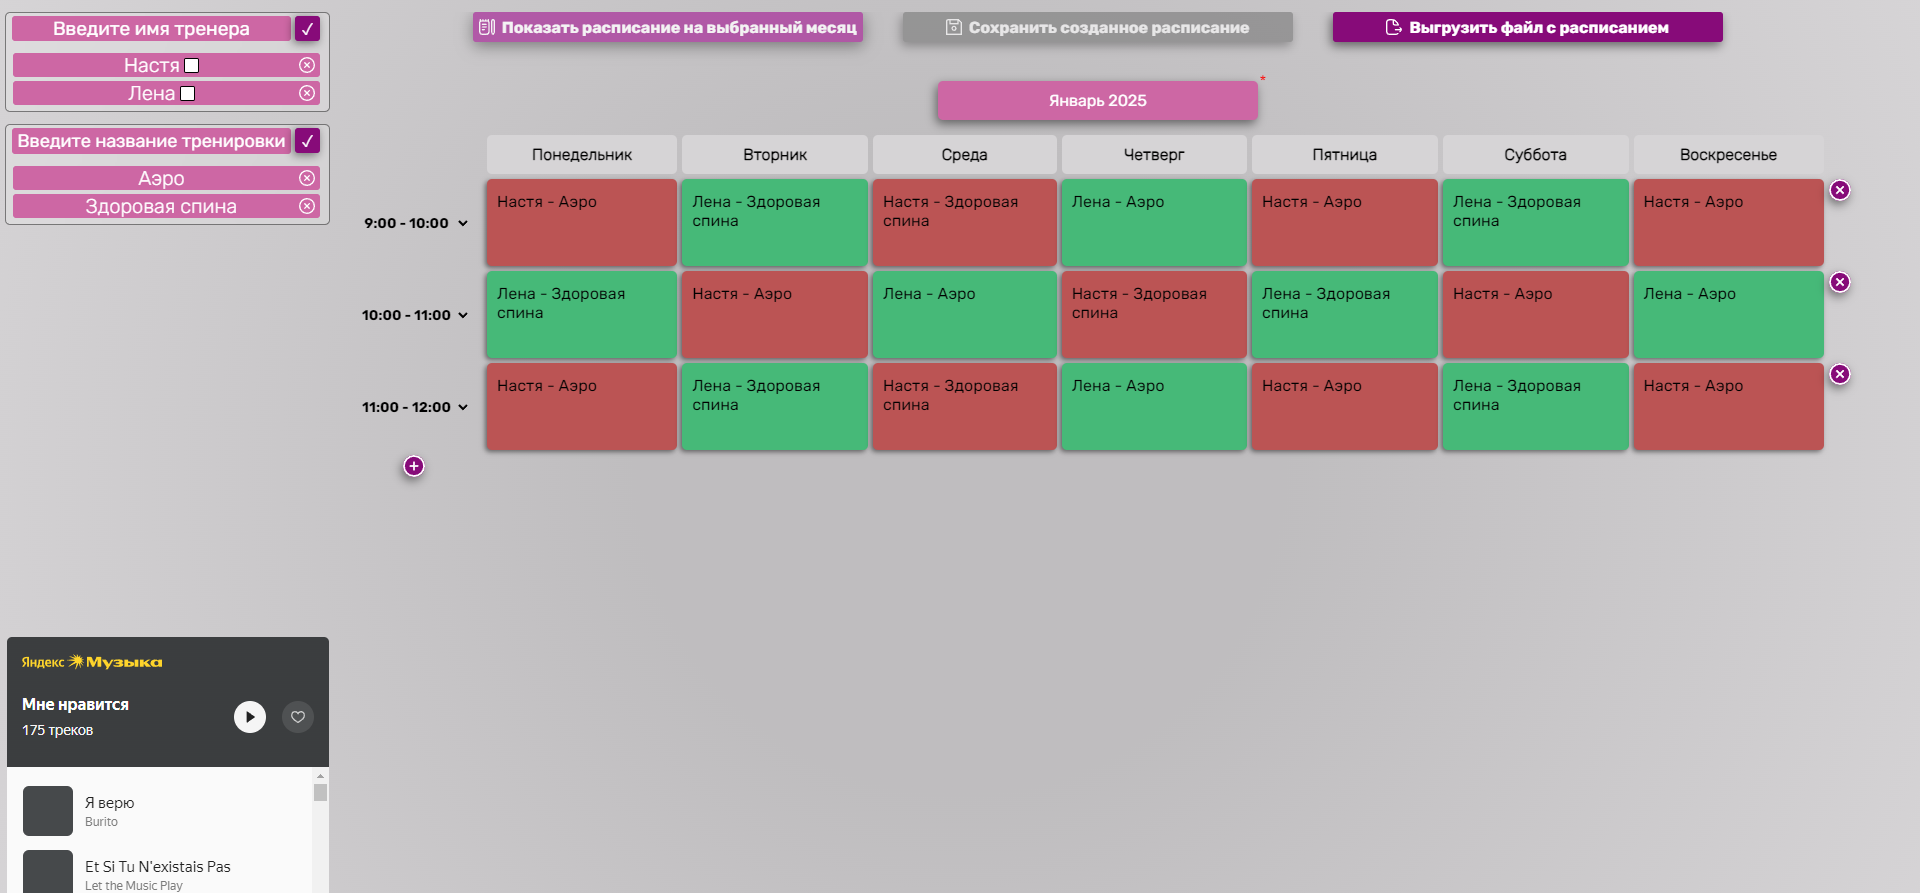 Введите имя тренера
Настя
Лена
Введите название тренировки
Аэро
Здоровая спина
Показать расписание на выбранный месяц
Сохранить созданное расписание
Выгрузить файл с расписанием
*
Январь 2025
Понедельник Вторник Среда Четверг Пятница Суббота Воскресенье
9:00 - 10:00
Настя - Аэро
Лена - Здоровая
спина
Настя - Здоровая
спина
Лена - Аэро
Настя - Аэро
Лена - Здоровая
спина
Настя - Аэро
10:00 - 11:00
Лена - Здоровая
спина
Настя - Аэро
Лена - Аэро
Настя - Здоровая
спина
Лена - Здоровая
спина
Настя - Аэро
Лена - Аэро
11:00 - 12:00
Настя - Аэро
Лена - Здоровая
спина
Настя - Здоровая
спина
Лена - Аэро
Настя - Аэро
Лена - Здоровая
спина
Настя - Аэро
Яндекс Музыка
Мне нравится
175 треков
Я верю
Burito
Et Si Tu N'existais Pas
Let the Music Play